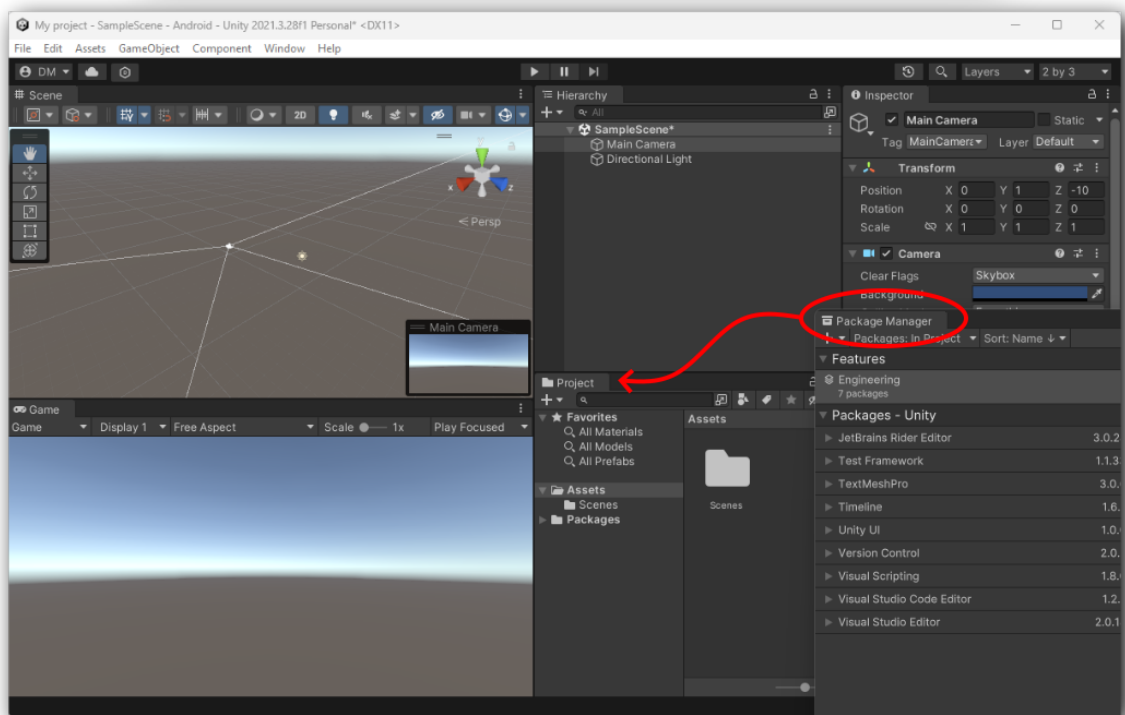 My project - SampleScene - Android - Unity 2021.3.28f1 Personal* <DX11>
File Edit Assets GameObject Component Window Help
DM Layers 2 by 3
Scene
2D
Persp
Main Camera
Game
Game Display 1 Free Aspect Scale 1x Play Focused
Hierarchy
All
SampleScene*
Main Camera
Directional Light
Project
Favorites
All Materials
All Models
All Prefabs
Assets
Scenes
Packages
Assets
Scenes
Inspector
Main Camera Static
Tag MainCamera Layer Default
Transform
Position X 0 Y 1 Z -10
Rotation X 0 Y 0 Z 0
Scale X 1 Y 1 Z 1
Camera
Clear Flags Skybox
Background
Package Manager
Packages: In Project Sort: Name ↓
Features
Engineering
7 packages
Packages - Unity
JetBrains Rider Editor 3.0.2
Test Framework 1.1.3
TextMeshPro 3.0.
Timeline 1.6.
Unity UI 1.0.
Version Control 2.0.
Visual Scripting 1.8.
Visual Studio Code Editor 1.2.
Visual Studio Editor 2.0.1